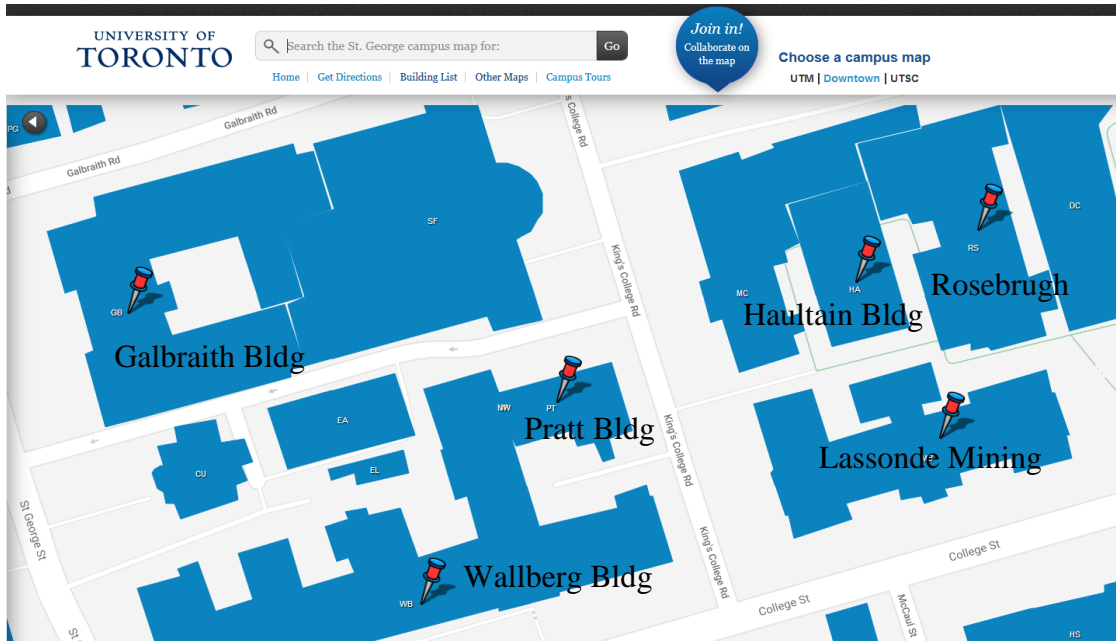 UNIVERSITY OF
TORONTO
Search the St. George campus map for:
Go
Home | Get Directions | Building List | Other Maps | Campus Tours
Join in!
Collaborate on
the map
Choose a campus map
UTM | Downtown | UTSC
PG
Galbraith Rd
Galbraith Rd
King's College Rd
SF
DC
RS
King's College Rd
GB
MC
HA
Rosebrugh
Haultain Bldg
Galbraith Bldg
NW
PT
EA
Pratt Bldg
King's College Rd
Lassonde Mining
CU
EL
St George St
King's College Rd
College St
Wallberg Bldg
WB
College St
McCaul St
HS